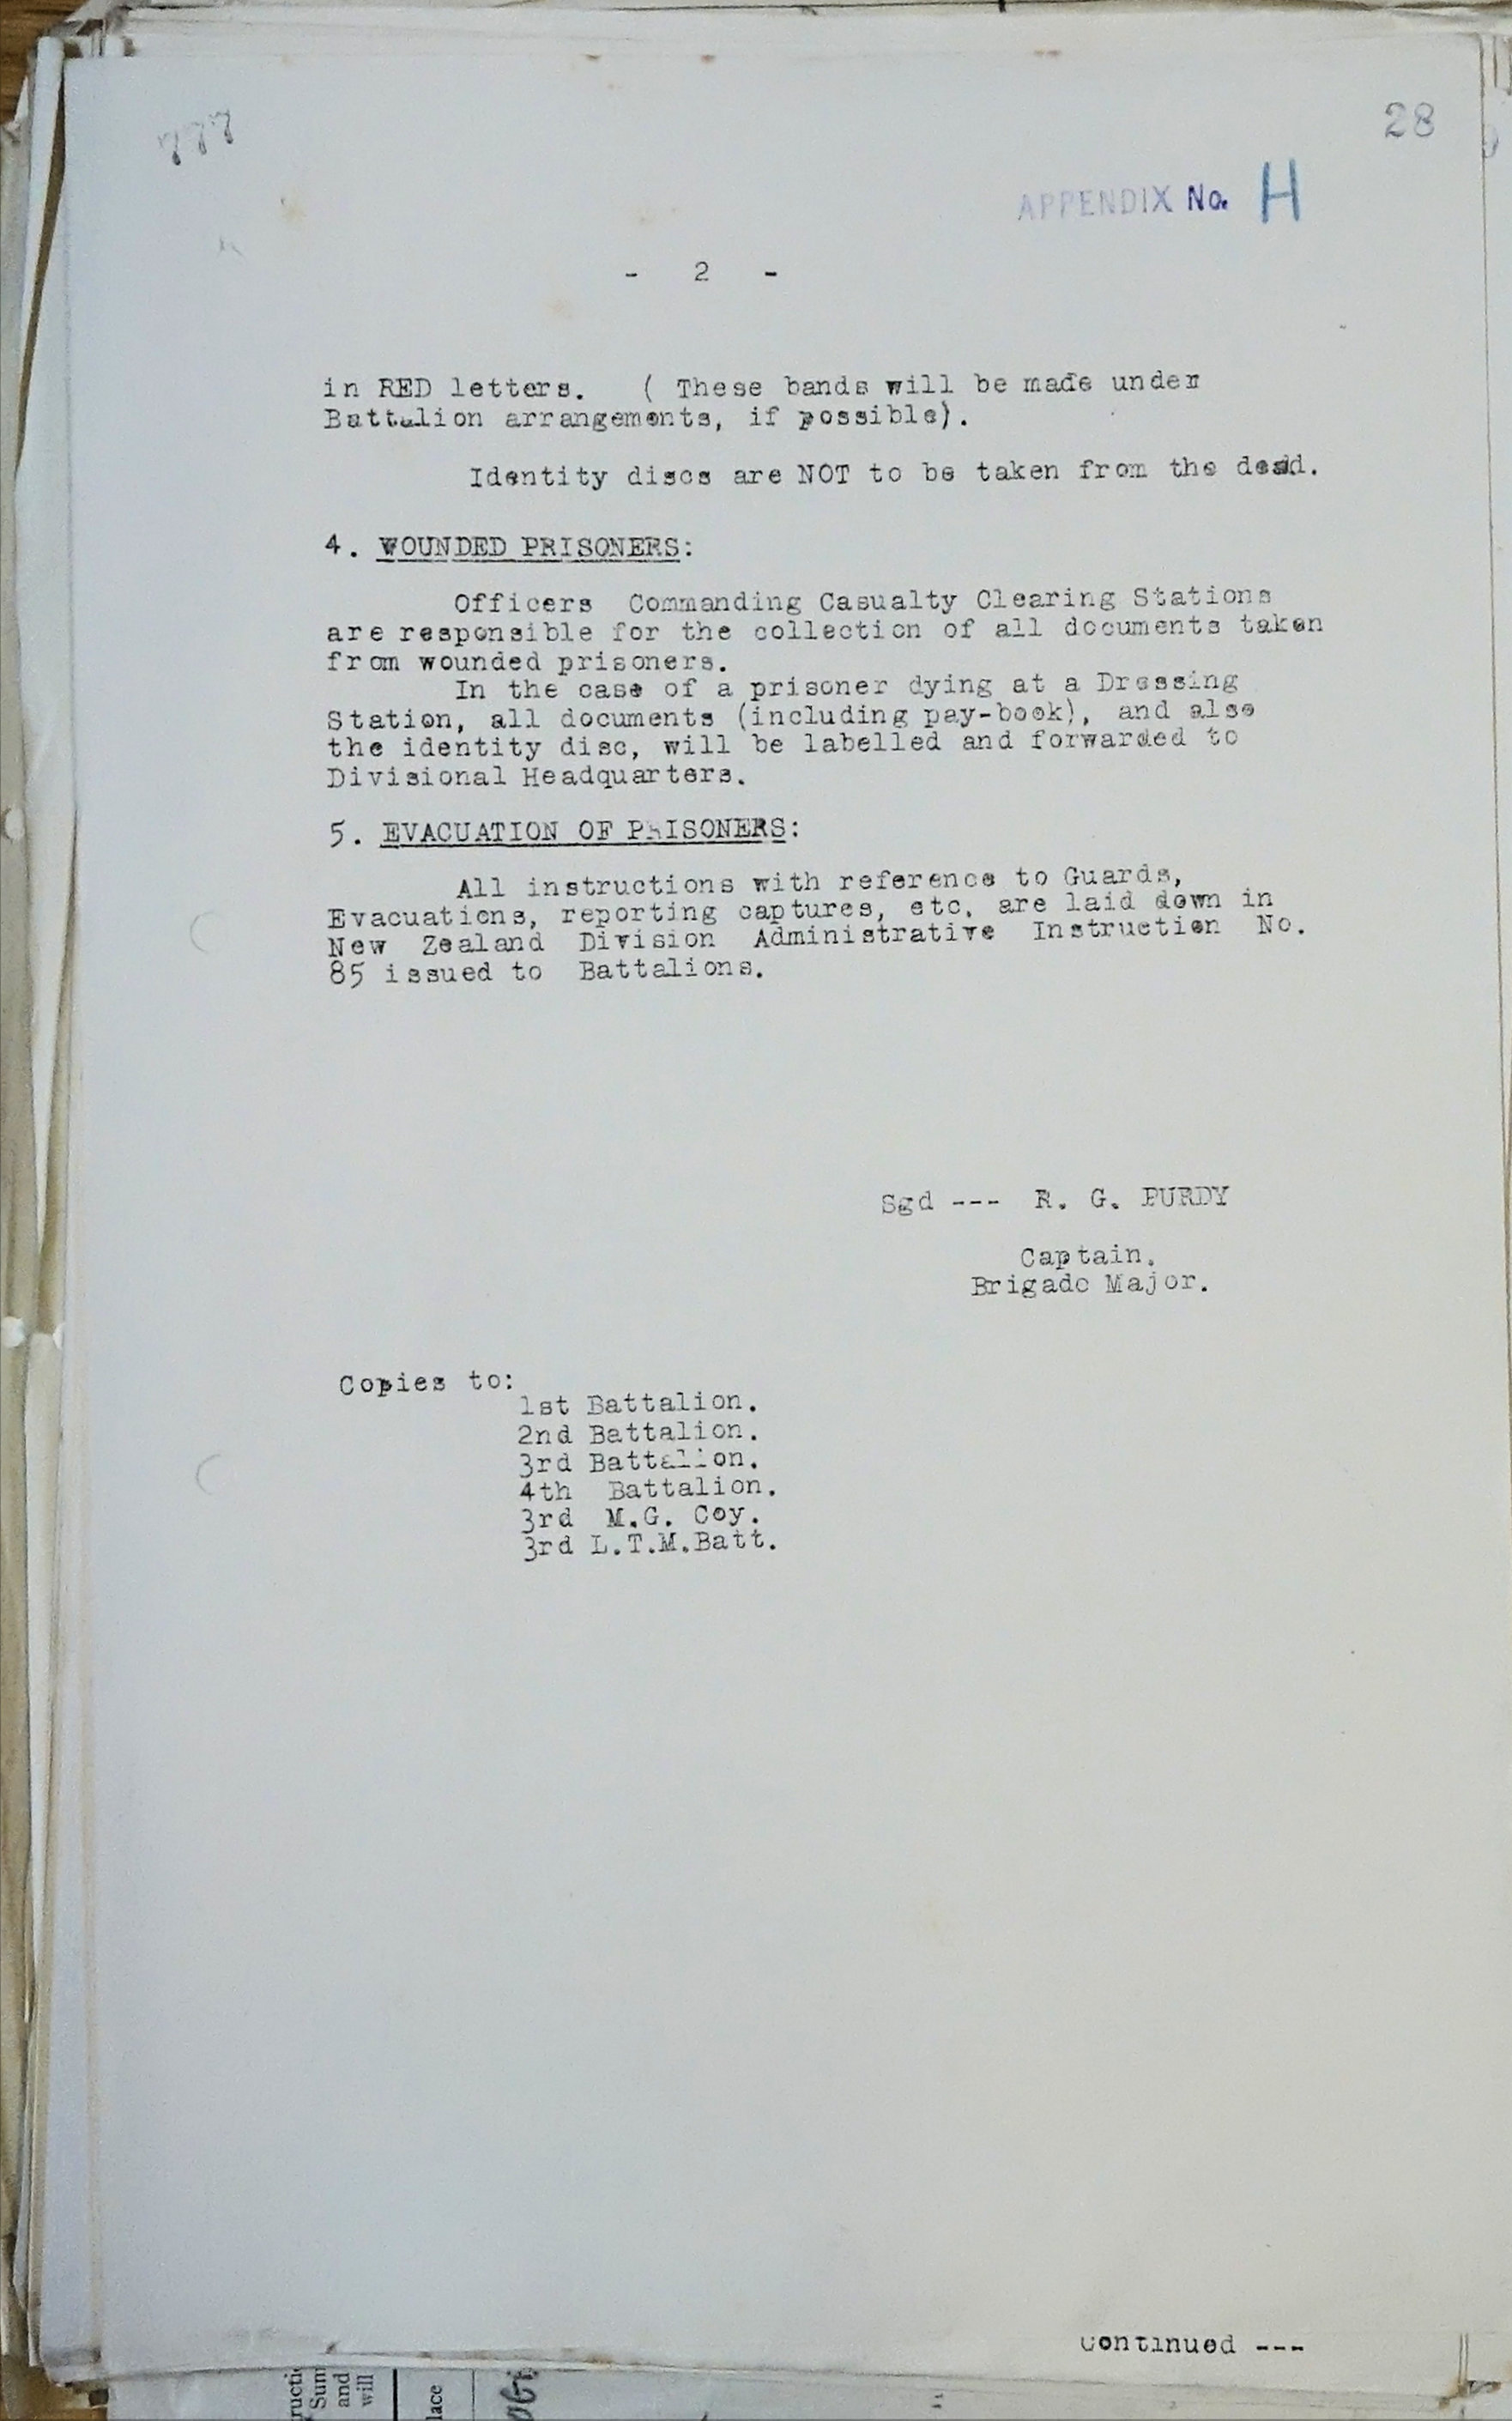 777
28
APPENDIX No. H
- 2 -
in RED letters. ( These bands will be made under
Battalion arrangements, if possible).
Identity discs are NOT to be taken from the dead.
4. WOUNDED PRISONERS:
Officers Commanding Casualty Clearing Stations
are responsible for the collection of all documents taken
from wounded prisoners.
In the case of a prisoner dying at a Dressing
Station, all documents (including pay-book), and also
the identity disc, will be labelled and forwarded to
Divisional Headquarters.
5. EVACUATION OF PRISONERS:
All instructions with reference to Guards,
Evacuations, reporting captures, etc. are laid down in
New Zealand Division Administrative Instruction No.
85 issued to Battalions.
Sgd --- R. G. PURDY
Captain.
Brigade Major.
Copies to:
1st Battalion.
2nd Battalion.
3rd Battalion.
4th Battalion.
3rd M.G. Coy.
3rd L.T.M.Batt.
Continued ---
ructi
Sum
and
will
lace